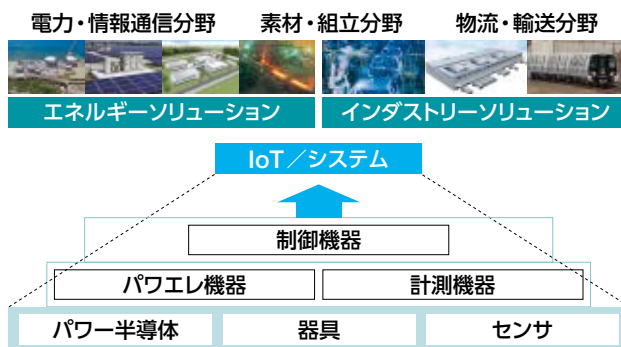 電力・情報通信分野 素材・組立分野 物流・輸送分野
エネルギーソリューション インダストリーソリューション
IoT／システム
制御機器
パワエレ機器 計測機器
パワー半導体 器具 センサ